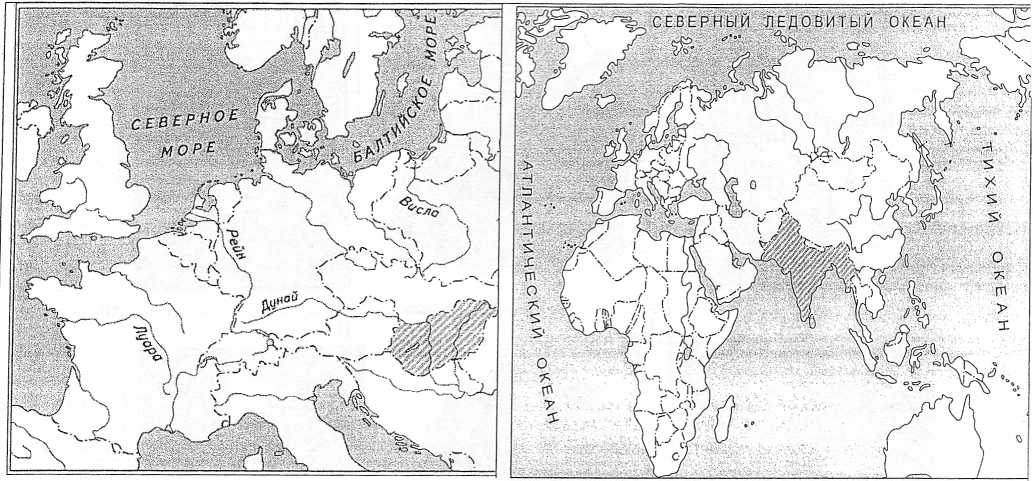 СЕВЕРНОЕ
МОРЕ
БАЛТИЙСКОЕ МОРЕ
Висла
Рейн
Дунай
Луара
СЕВЕРНЫЙ ЛЕДОВИТЫЙ ОКЕАН
АТЛАНТИЧЕСКИЙ ОКЕАН
ТИХИЙ ОКЕАН